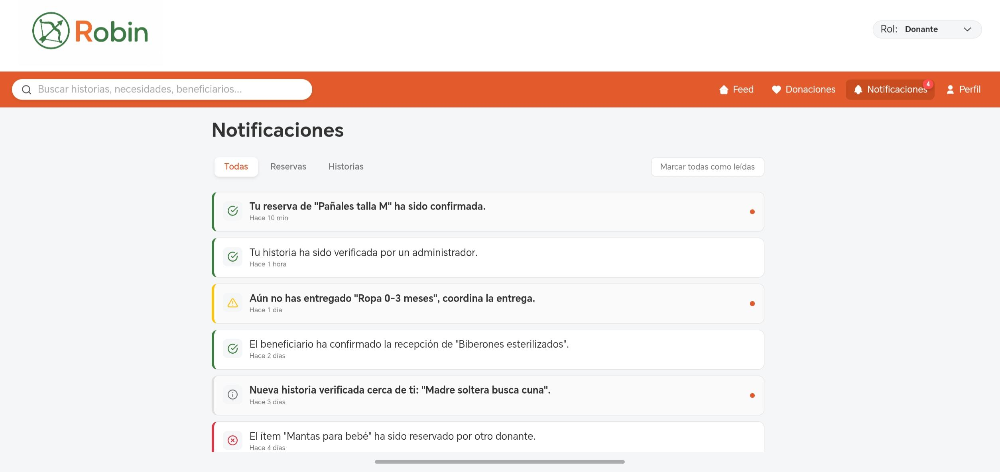 Robin
Rol: Donante
Buscar historias, necesidades, beneficiarios...
Feed
Donaciones
Notificaciones
4
Perfil
Notificaciones
Todas
Reservas
Historias
Marcar todas como leídas
Tu reserva de "Pañales talla M" ha sido confirmada.
Hace 10 min
Tu historia ha sido verificada por un administrador.
Hace 1 hora
Aún no has entregado "Ropa 0-3 meses", coordina la entrega.
Hace 1 día
El beneficiario ha confirmado la recepción de "Biberones esterilizados".
Hace 2 días
Nueva historia verificada cerca de ti: "Madre soltera busca cuna".
Hace 3 días
El ítem "Mantas para bebé" ha sido reservado por otro donante.
Hace 4 días